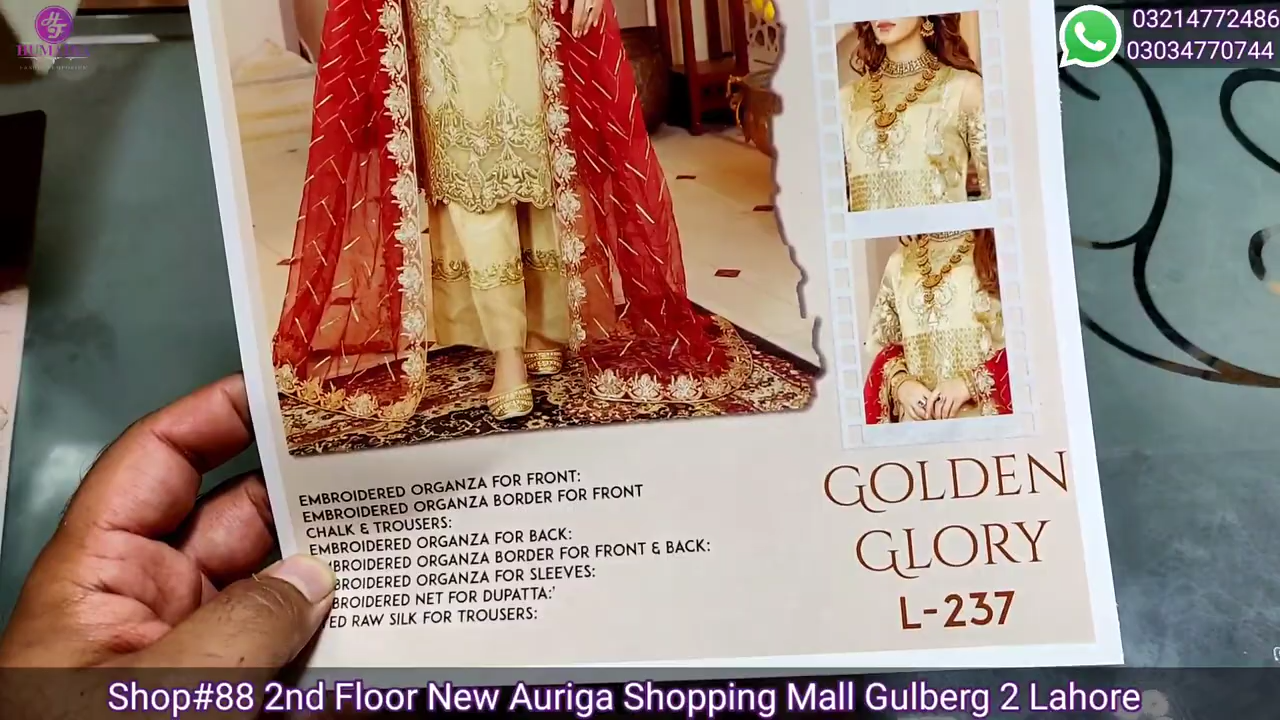 HF
03214772486
03034770744
EMBROIDERED ORGANZA FOR FRONT:
EMBROIDERED ORGANZA BORDER FOR FRONT
CHALK & TROUSERS:
EMBROIDERED ORGANZA FOR BACK:
EMBROIDERED ORGANZA BORDER FOR FRONT & BACK:
BROIDERED ORGANZA FOR SLEEVES:
BROIDERED NET FOR DUPATTA:'
ED RAW SILK FOR TROUSERS:
GOLDEN
GLORY
L-237
Shop#88 2nd Floor New Auriga Shopping Mall Gulberg 2 Lahore